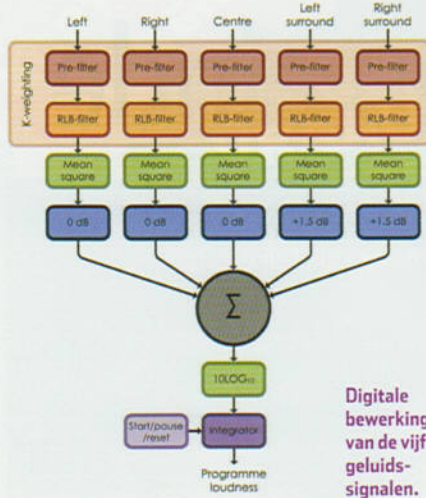 Left Right Centre Left surround Right surround
K-weighting
Pre-filter Pre-filter Pre-filter Pre-filter Pre-filter
RLB-filter RLB-filter RLB-filter RLB-filter RLB-filter
Mean square Mean square Mean square Mean square Mean square
0 dB 0 dB 0 dB +1.5 dB +1.5 dB
Σ
10LOG₁₀
Start/pause
/reset
Integrator
Programme
loudness
Digitale
bewerking
van de vijf
geluids-
signalen.